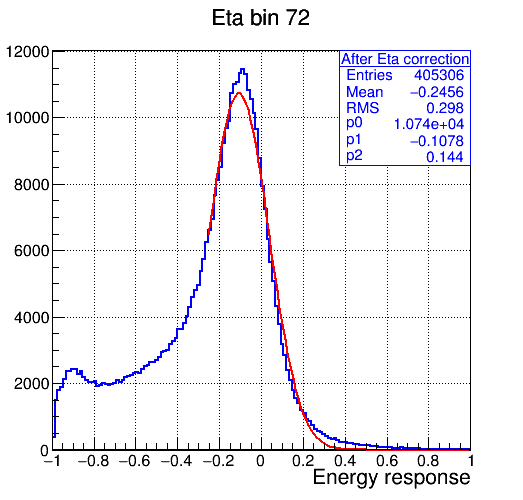 Eta bin 72
After Eta correction
Entries 405306
Mean −0.2456
RMS 0.298
p0 1.074e+04
p1 −0.1078
p2 0.144
12000
10000
8000
6000
4000
2000
0
−1 −0.8 −0.6 −0.4 −0.2 0 0.2 0.4 0.6 0.8 1
Energy response